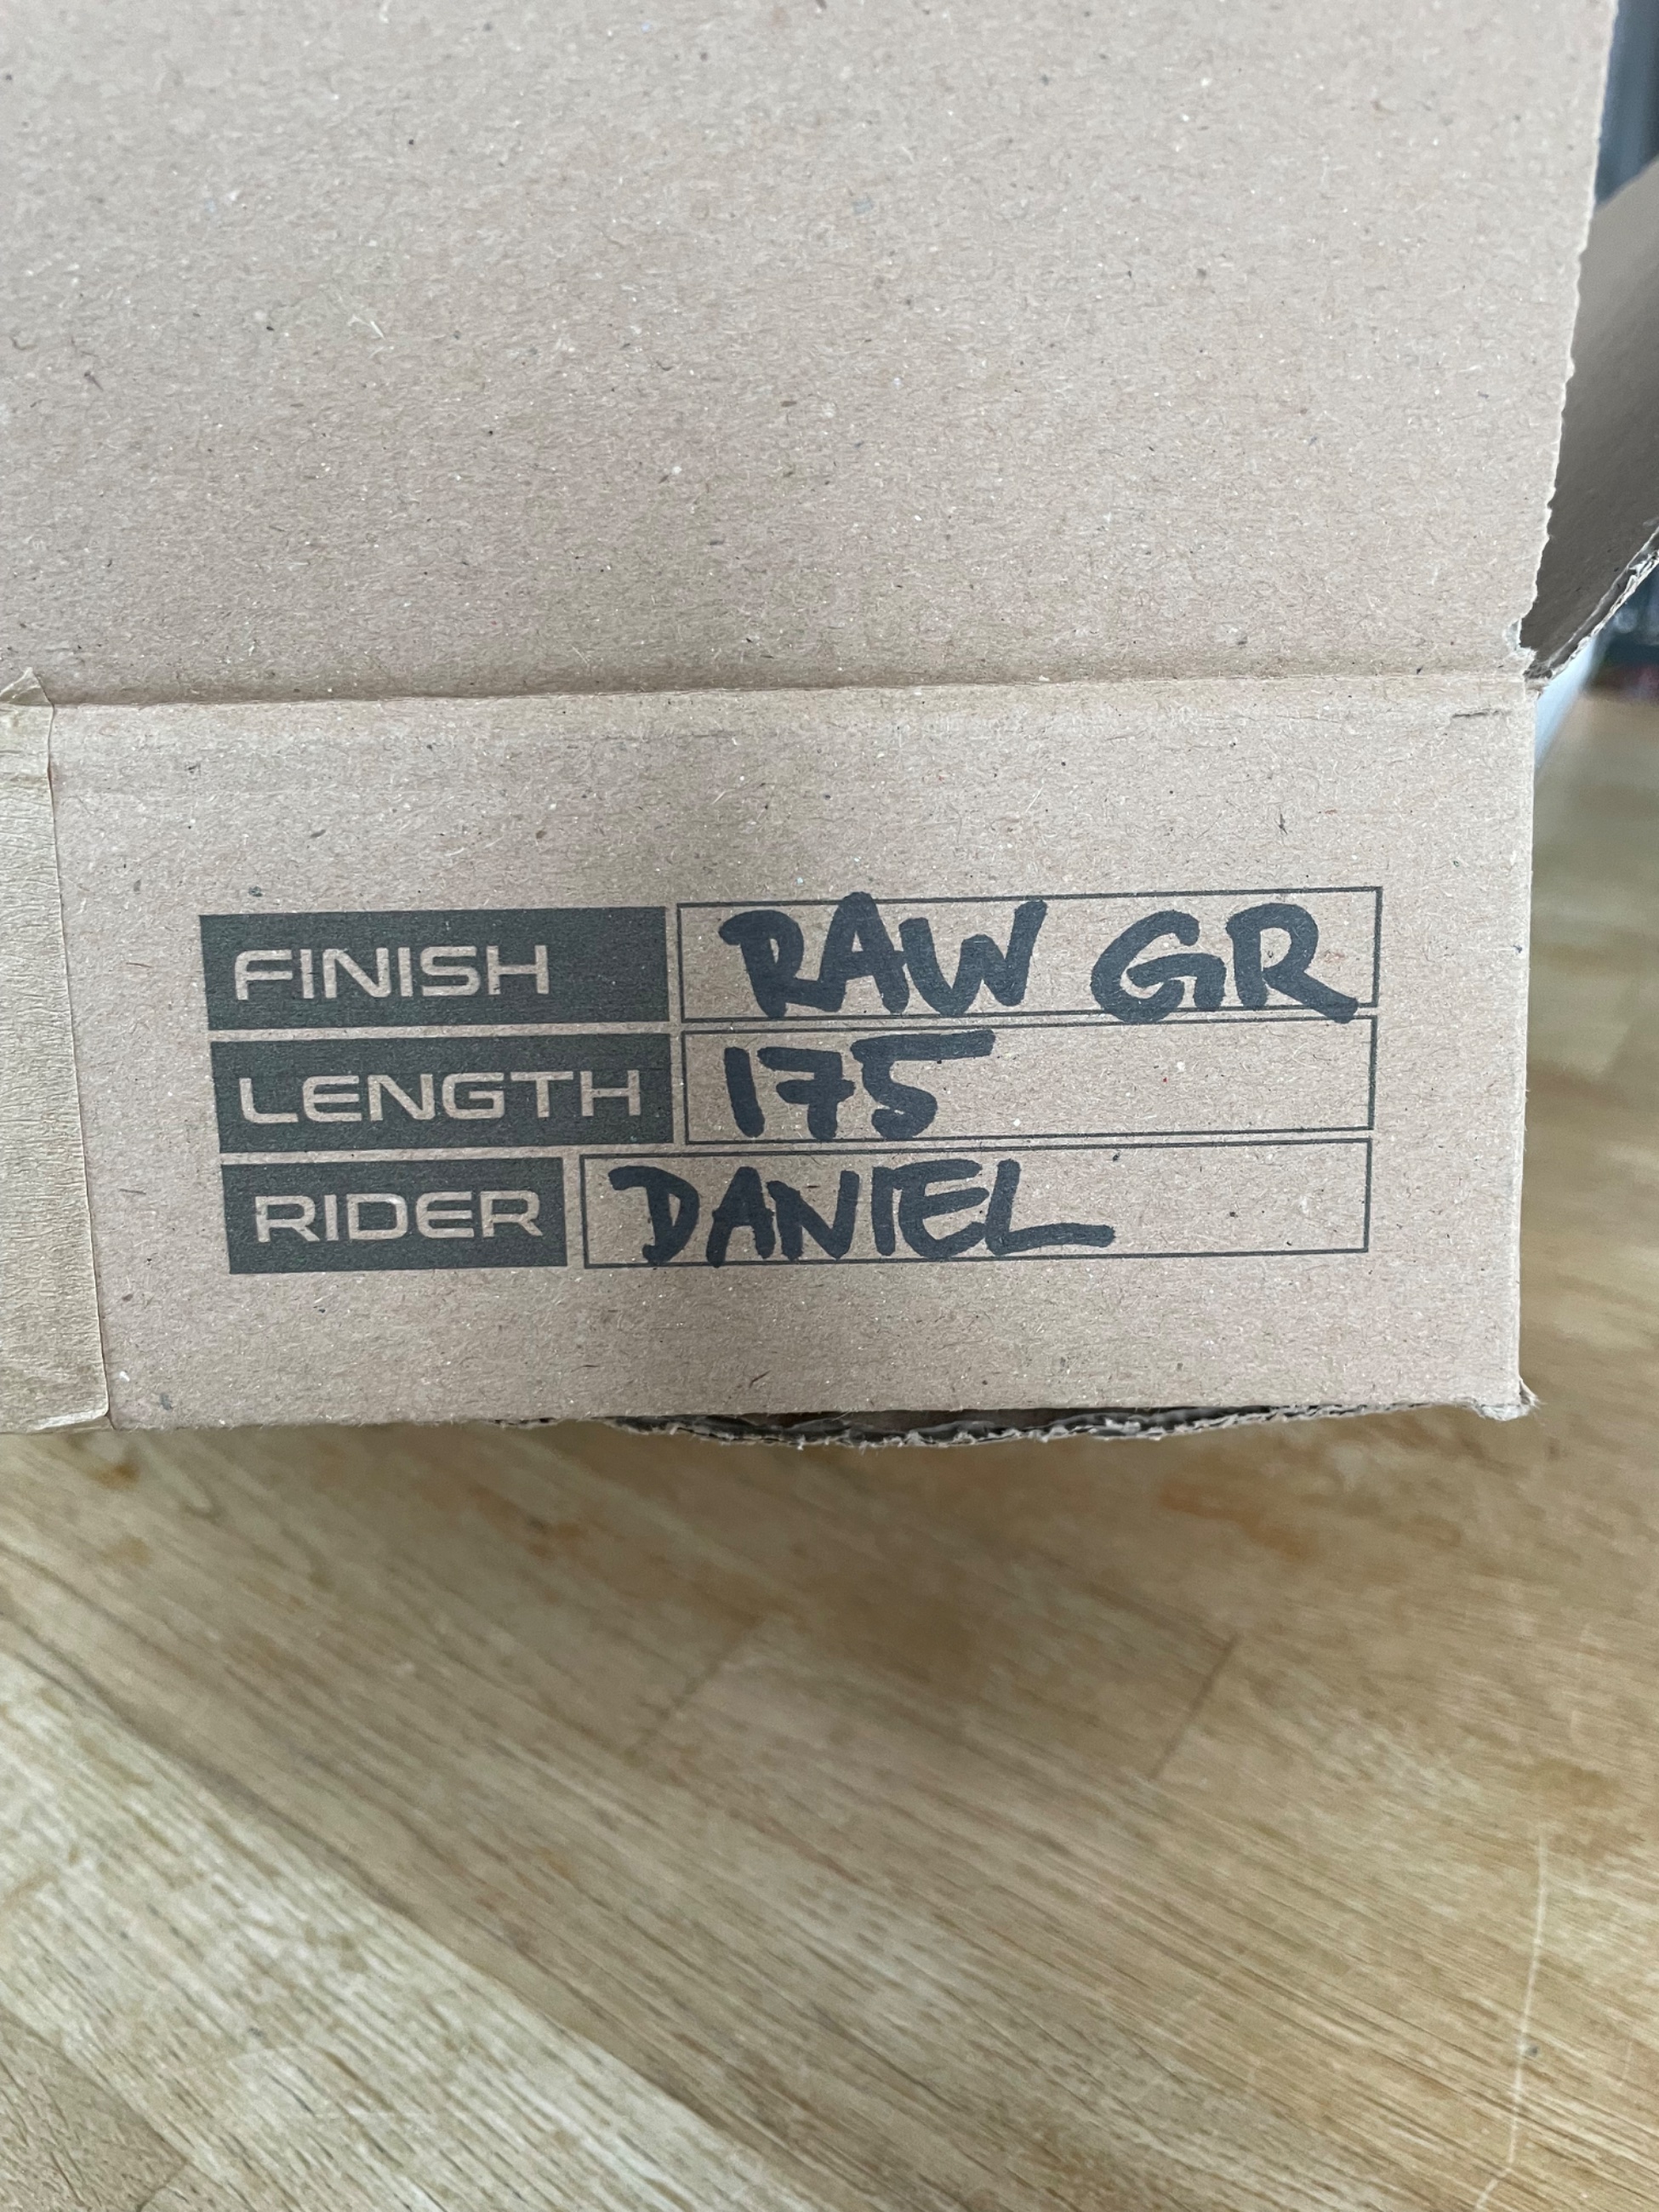 FINISH RAW GR
LENGTH 175
RIDER DANIEL